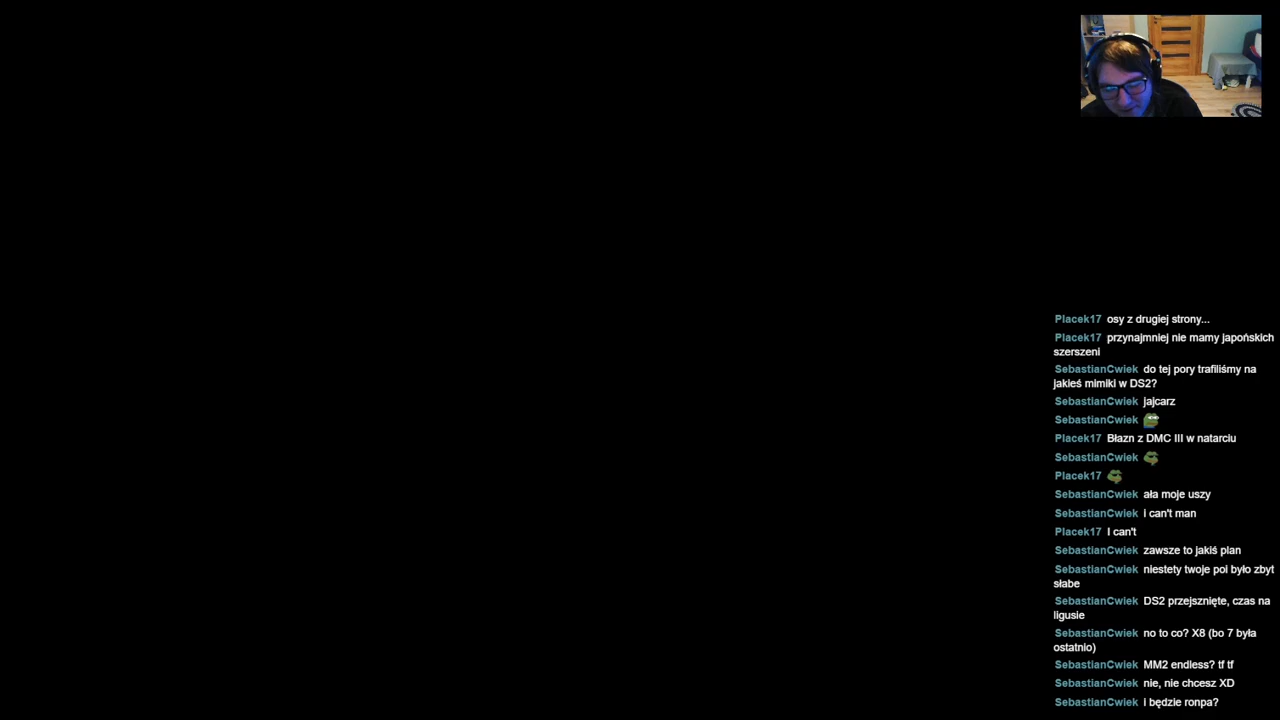 Placek17 osy z drugiej strony...
Placek17 przynajmniej nie mamy japońskich
szerszeni
SebastianCwiek do tej pory trafiliśmy na
jakieś mimiki w DS2?
SebastianCwiek jajcarz
SebastianCwiek
Placek17 Błazn z DMC III w natarciu
SebastianCwiek
Placek17
SebastianCwiek ała moje uszy
SebastianCwiek i can't man
Placek17 I can't
SebastianCwiek zawsze to jakiś plan
SebastianCwiek niestety twoje poi było zbyt
słabe
SebastianCwiek DS2 przejsznięte, czas na
ligusie
SebastianCwiek no to co? X8 (bo 7 była
ostatnio)
SebastianCwiek MM2 endless? tf tf
SebastianCwiek nie, nie chcesz XD
SebastianCwiek i będzie ronpa?